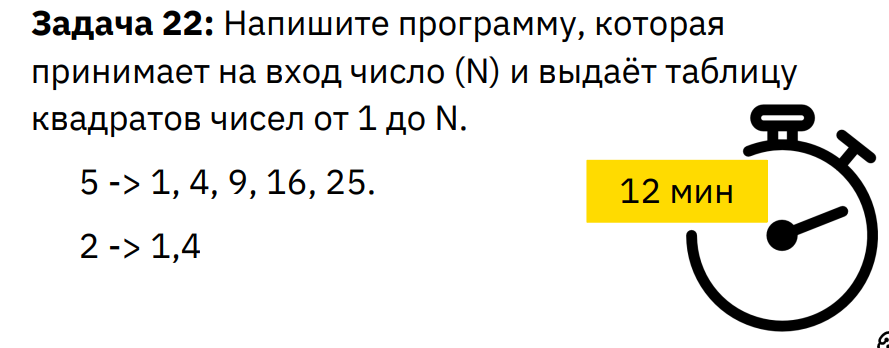 Задача 22: Напишите программу, которая
принимает на вход число (N) и выдаёт таблицу
квадратов чисел от 1 до N.
5 -> 1, 4, 9, 16, 25.
12 мин
2 -> 1,4